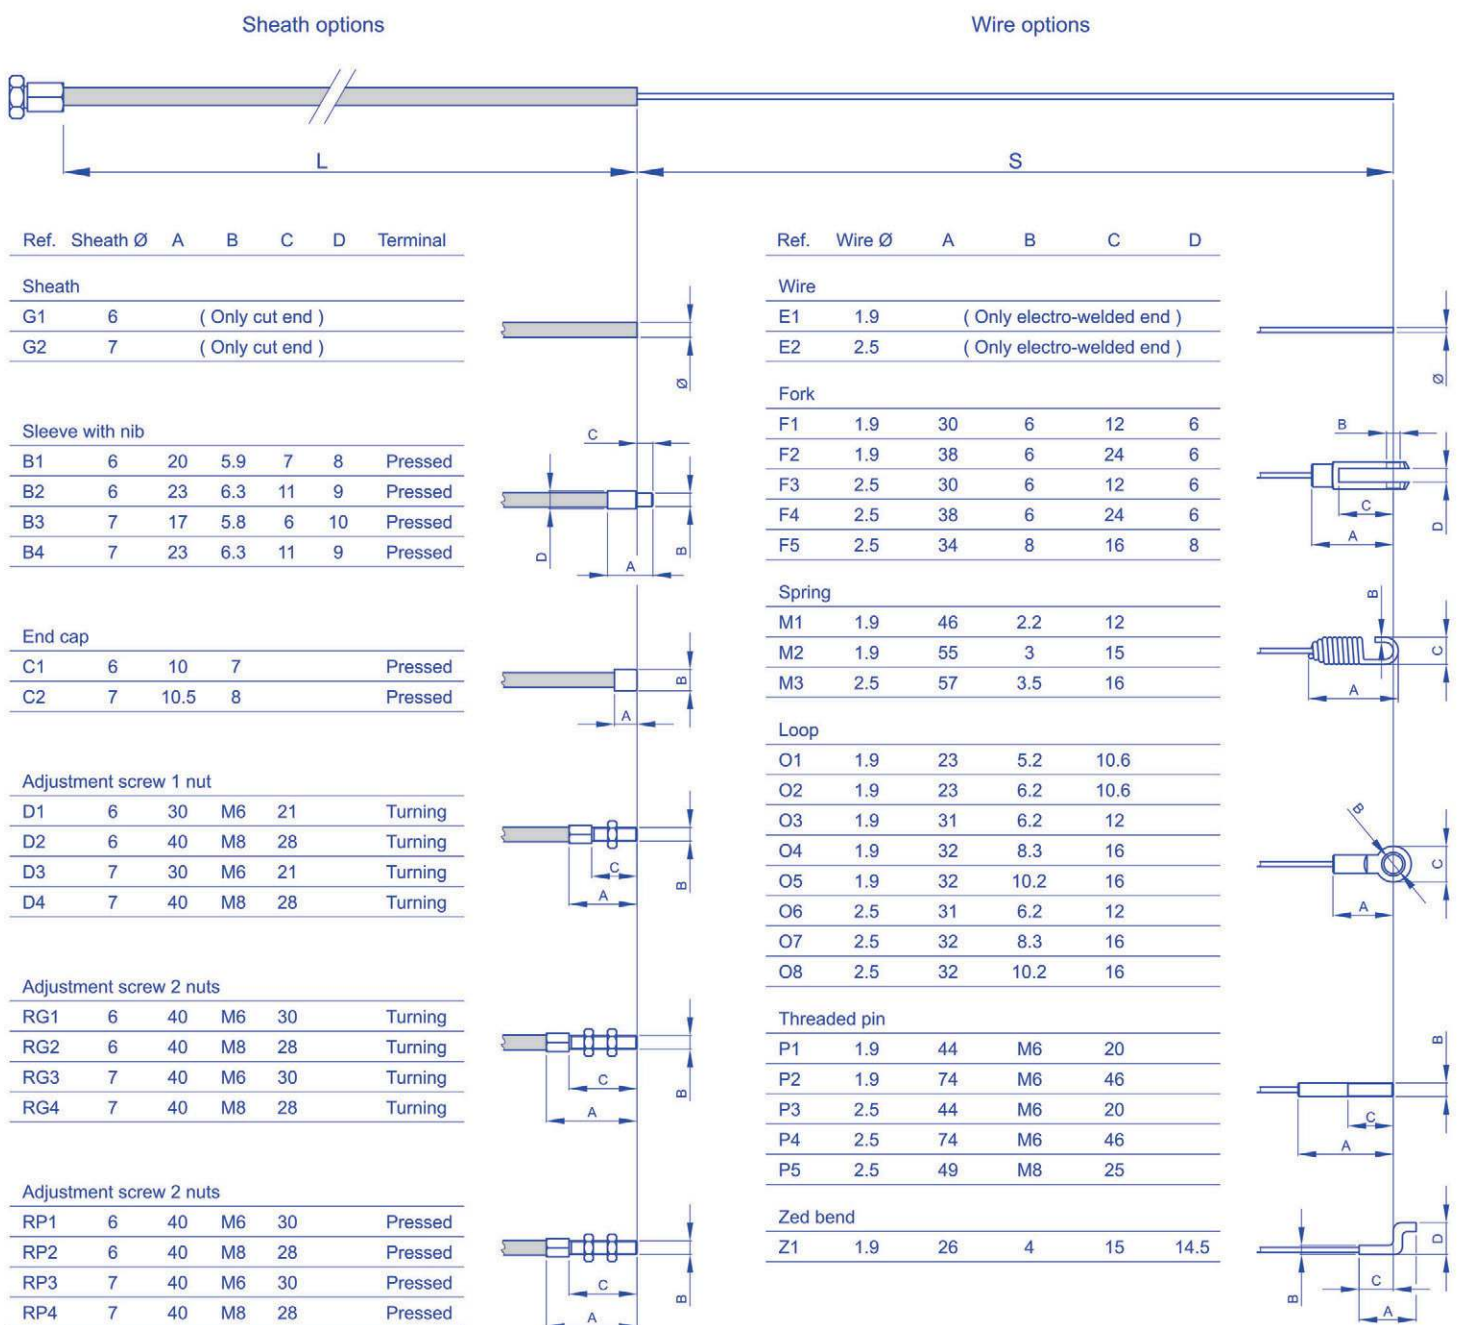 Sheath options
Wire options
L
S
Ref. Sheath Ø A B C D Terminal
Sheath
G1 6 ( Only cut end )
G2 7 ( Only cut end )
Ø
Sleeve with nib
B1 6 20 5.9 7 8 Pressed
B2 6 23 6.3 11 9 Pressed
B3 7 17 5.8 6 10 Pressed
B4 7 23 6.3 11 9 Pressed
C
D
A
B
End cap
C1 6 10 7 Pressed
C2 7 10.5 8 Pressed
B
A
Adjustment screw 1 nut
D1 6 30 M6 21 Turning
D2 6 40 M8 28 Turning
D3 7 30 M6 21 Turning
D4 7 40 M8 28 Turning
C
A
B
Adjustment screw 2 nuts
RG1 6 40 M6 30 Turning
RG2 6 40 M8 28 Turning
RG3 7 40 M6 30 Turning
RG4 7 40 M8 28 Turning
C
A
B
Adjustment screw 2 nuts
RP1 6 40 M6 30 Pressed
RP2 6 40 M8 28 Pressed
RP3 7 40 M6 30 Pressed
RP4 7 40 M8 28 Pressed
C
A
B
Ref. Wire Ø A B C D
Wire
E1 1.9 ( Only electro-welded end )
E2 2.5 ( Only electro-welded end )
Ø
Fork
F1 1.9 30 6 12 6
F2 1.9 38 6 24 6
F3 2.5 30 6 12 6
F4 2.5 38 6 24 6
F5 2.5 34 8 16 8
B
C
A
D
Spring
M1 1.9 46 2.2 12
M2 1.9 55 3 15
M3 2.5 57 3.5 16
B
C
A
Loop
O1 1.9 23 5.2 10.6
O2 1.9 23 6.2 10.6
O3 1.9 31 6.2 12
O4 1.9 32 8.3 16
O5 1.9 32 10.2 16
O6 2.5 31 6.2 12
O7 2.5 32 8.3 16
O8 2.5 32 10.2 16
B
C
A
Threaded pin
P1 1.9 44 M6 20
P2 1.9 74 M6 46
P3 2.5 44 M6 20
P4 2.5 74 M6 46
P5 2.5 49 M8 25
B
C
A
Zed bend
Z1 1.9 26 4 15 14.5
D
C
B
A